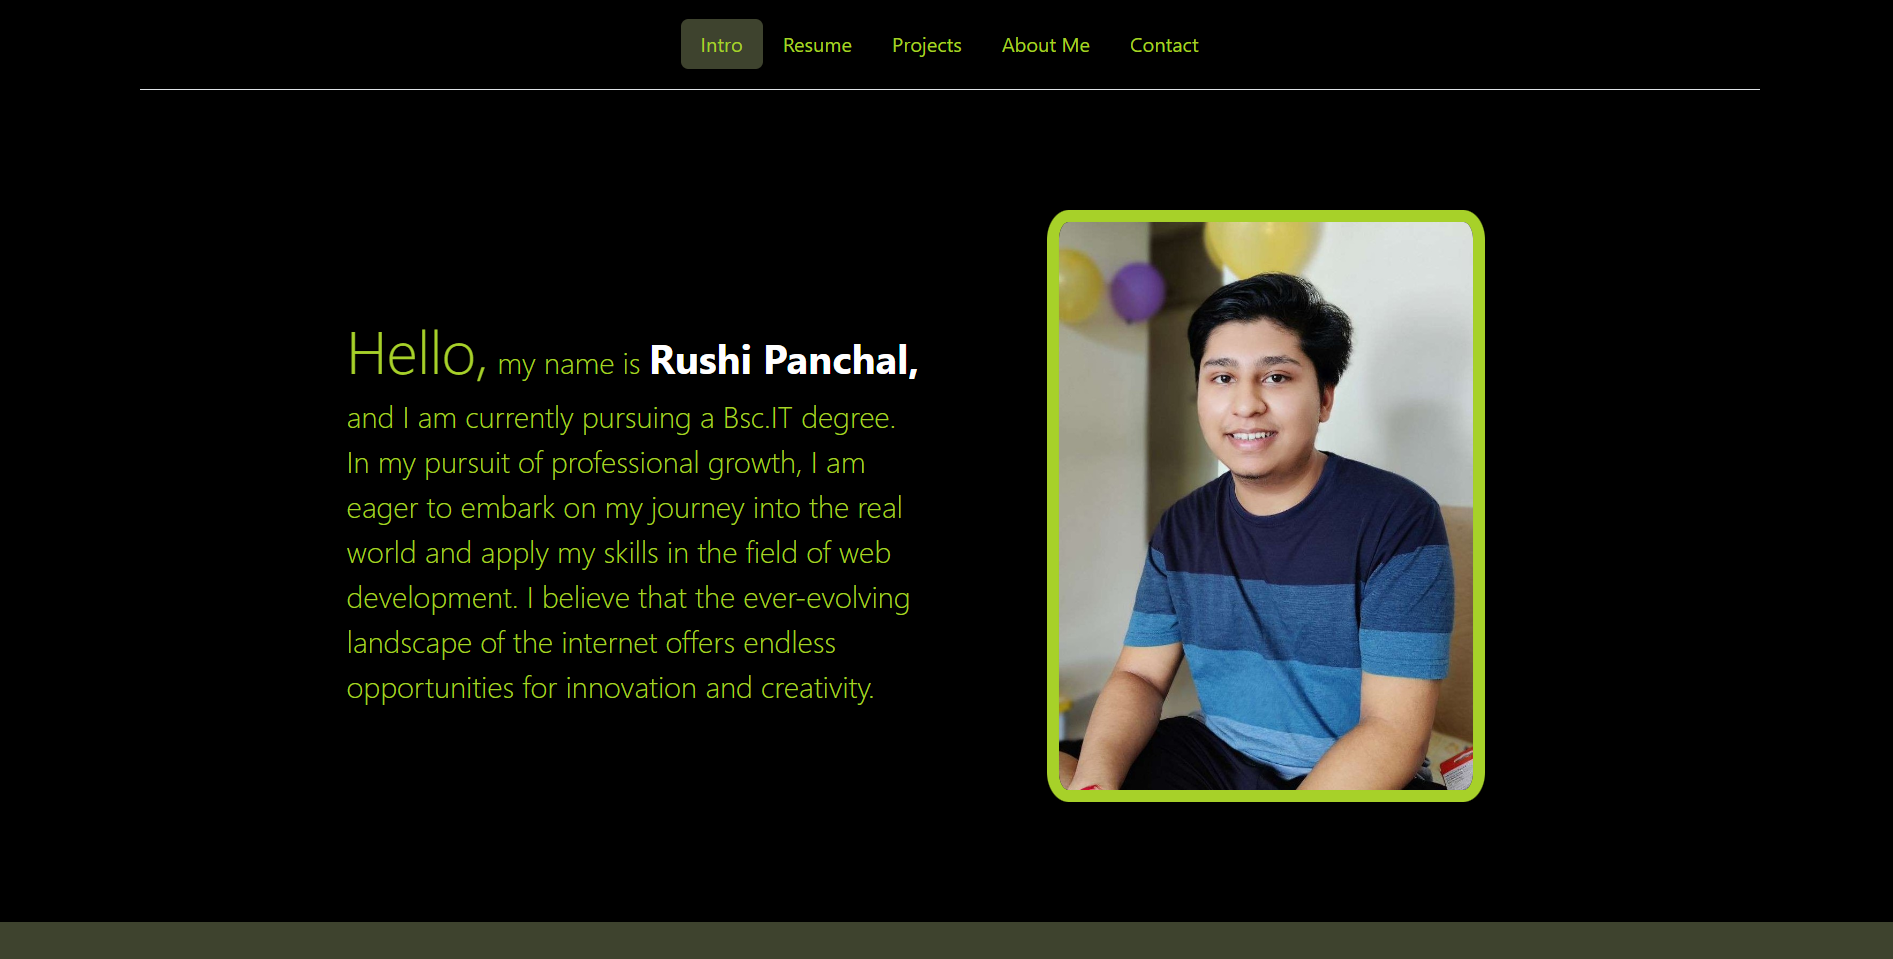 Intro Resume Projects About Me Contact
Hello, my name is Rushi Panchal,
and I am currently pursuing a Bsc.IT degree.
In my pursuit of professional growth, I am
eager to embark on my journey into the real
world and apply my skills in the field of web
development. I believe that the ever-evolving
landscape of the internet offers endless
opportunities for innovation and creativity.